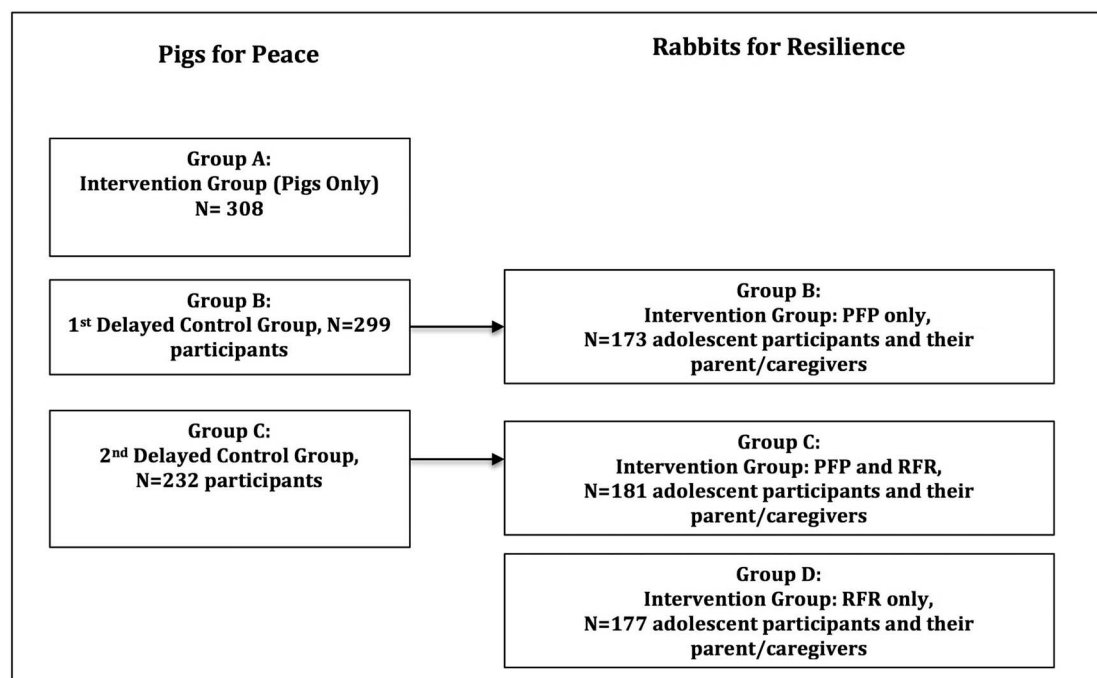 Pigs for Peace
Rabbits for Resilience
Group A:
Intervention Group (Pigs Only)
N= 308
Group B:
1st Delayed Control Group, N=299
participants
Group B:
Intervention Group: PFP only,
N=173 adolescent participants and their
parent/caregivers
Group C:
2nd Delayed Control Group,
N=232 participants
Group C:
Intervention Group: PFP and RFR,
N=181 adolescent participants and their
parent/caregivers
Group D:
Intervention Group: RFR only,
N=177 adolescent participants and their
parent/caregivers